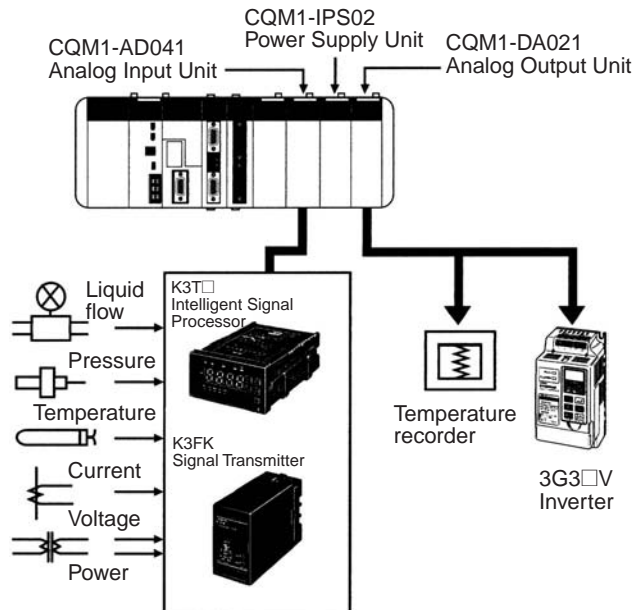 CQM1-IPS02
Power Supply Unit
CQM1-AD041
Analog Input Unit
CQM1-DA021
Analog Output Unit
Liquid
flow
Pressure
Temperature
Current
Voltage
Power
K3T□
Intelligent Signal
Processor
K3FK
Signal Transmitter
Temperature
recorder
3G3□V
Inverter